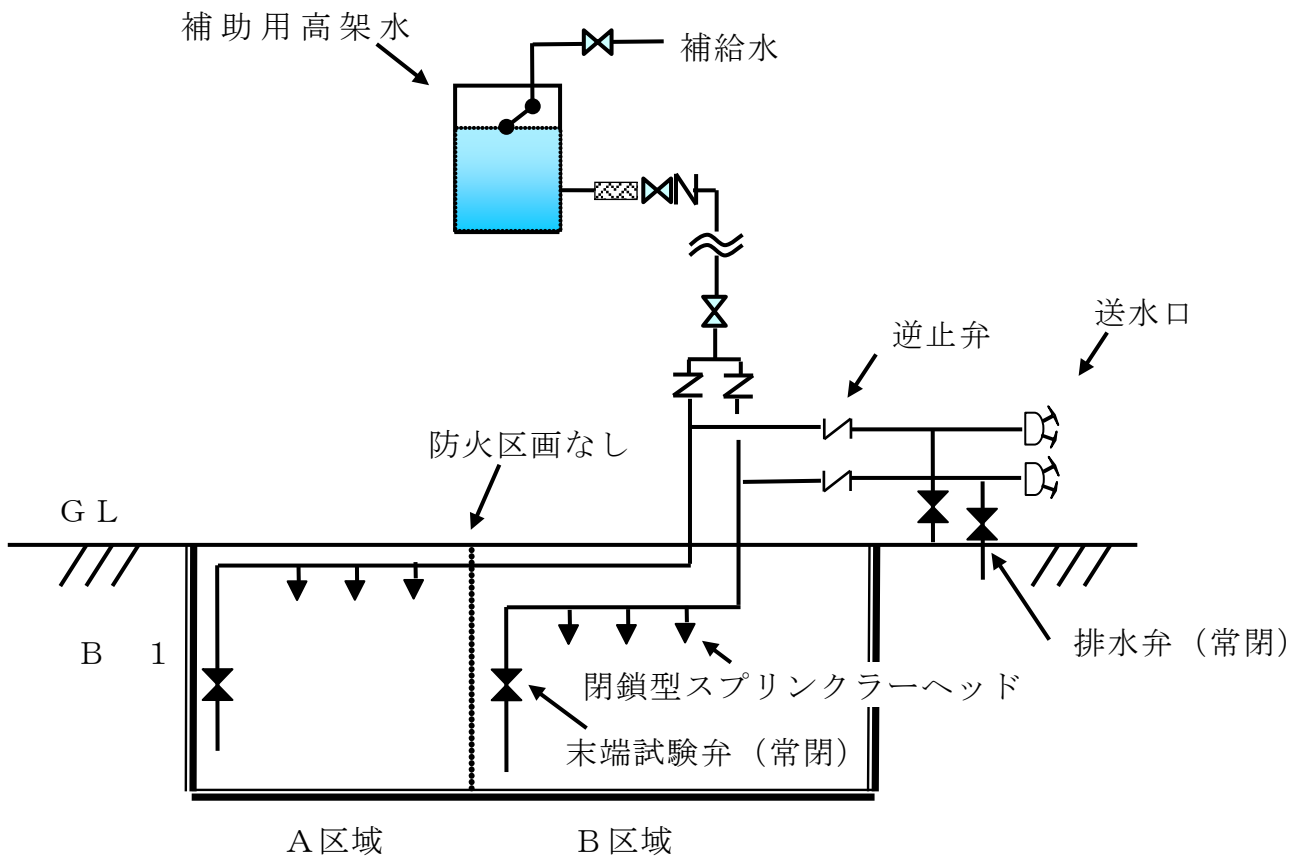 補助用高架水
補給水
送水口
逆止弁
防火区画なし
ＧＬ
Ｂ　１
排水弁（常閉）
閉鎖型スプリンクラーヘッド
末端試験弁（常閉）
Ａ区域
Ｂ区域